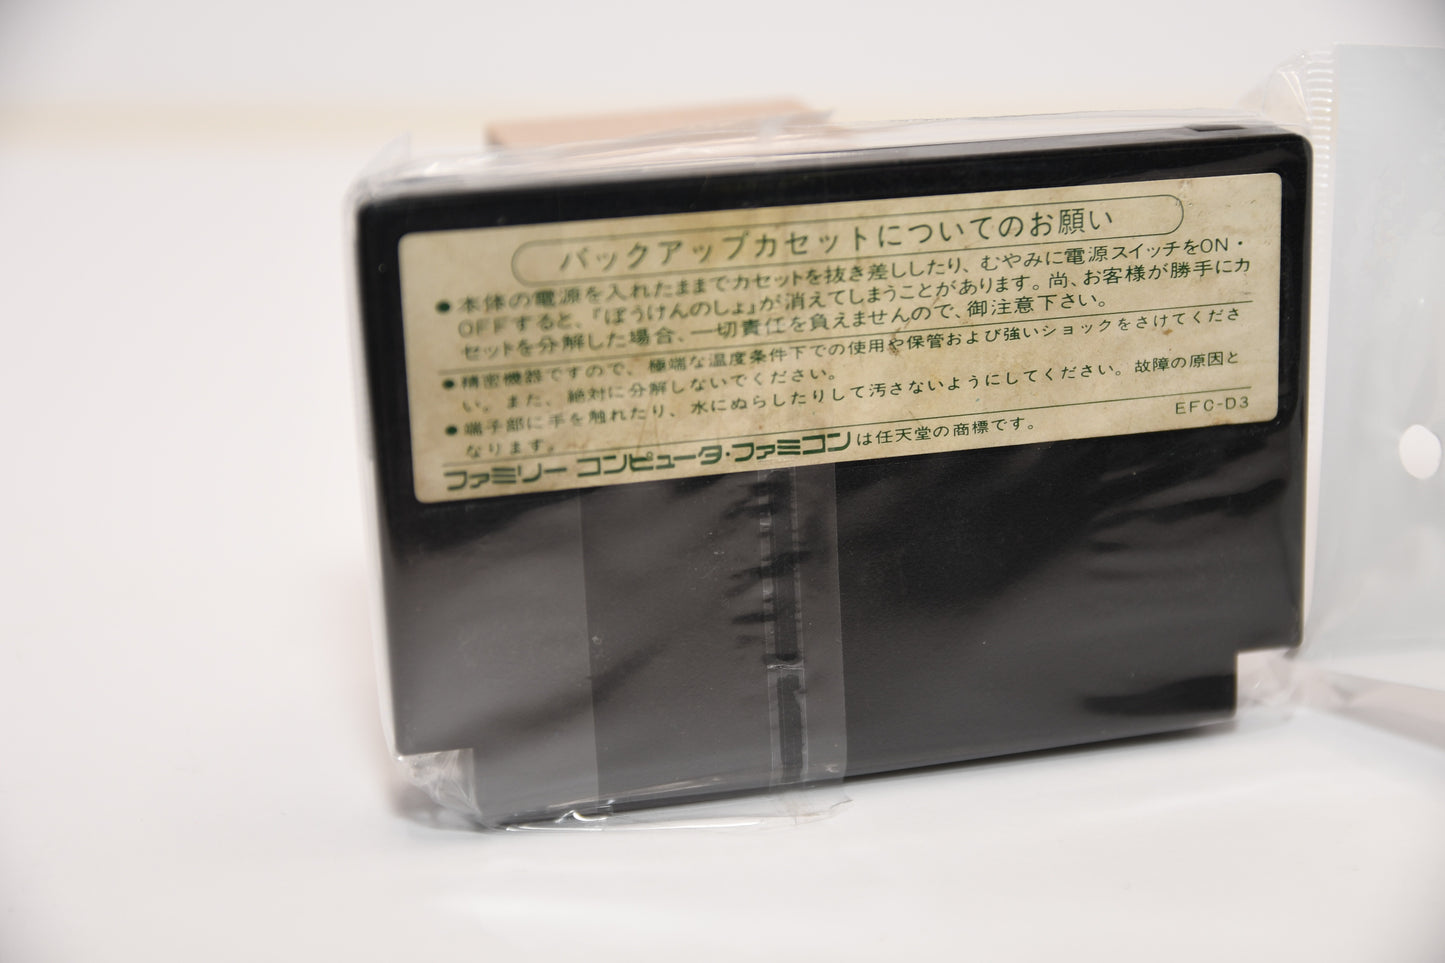 バックアップカセットについてのお願い
●本体の電源を入れたままでカセットを抜き差ししたり、むやみに電源スイッチをON・
OFFすると、『ぼうけんのしょ』が消えてしまうことがあります。尚、お客様が勝手にカ
セットを分解した場合、一切責任を負えませんので、御注意下さい。
●精密機器ですので、極端な温度条件下での使用や保管および強いショックをさけてくださ
い。また、絶対に分解しないでください。
●端子部に手を触れたり、水にぬらしたりして汚さないようにしてください。故障の原因と
なります。
EFC-D3
ファミリー コンピュータ・ファミコンは任天堂の商標です。